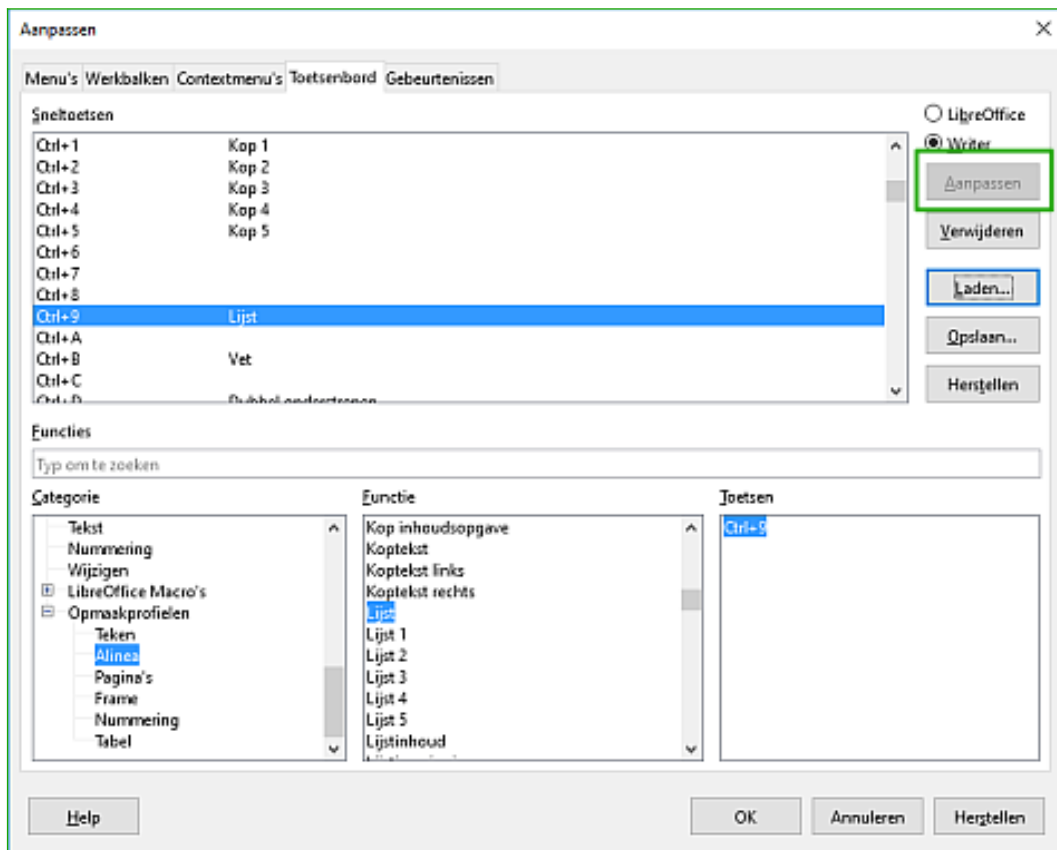 Aanpassen
Menu's Werkbalken Contextmenu's Toetsenbord Gebeurtenissen
Sneltoetsen
LibreOffice
Writer
Ctrl+1 Kop 1
Ctrl+2 Kop 2
Ctrl+3 Kop 3
Ctrl+4 Kop 4
Ctrl+5 Kop 5
Ctrl+6
Ctrl+7
Ctrl+8
Ctrl+9 Lijst
Ctrl+A
Ctrl+B Vet
Ctrl+C
Ctrl+D Dubbel onderstrepen
Aanpassen
Verwijderen
Laden...
Opslaan...
Herstellen
Functies
Typ om te zoeken
Categorie
Tekst
Nummering
Wijzigen
LibreOffice Macro's
Opmaakprofielen
Teken
Alinea
Pagina's
Frame
Nummering
Tabel
Functie
Kop inhoudsopgave
Koptekst
Koptekst links
Koptekst rechts
Lijst
Lijst 1
Lijst 2
Lijst 3
Lijst 4
Lijst 5
Lijstinhoud
Toetsen
Ctrl+9
Help
OK
Annuleren
Herstellen